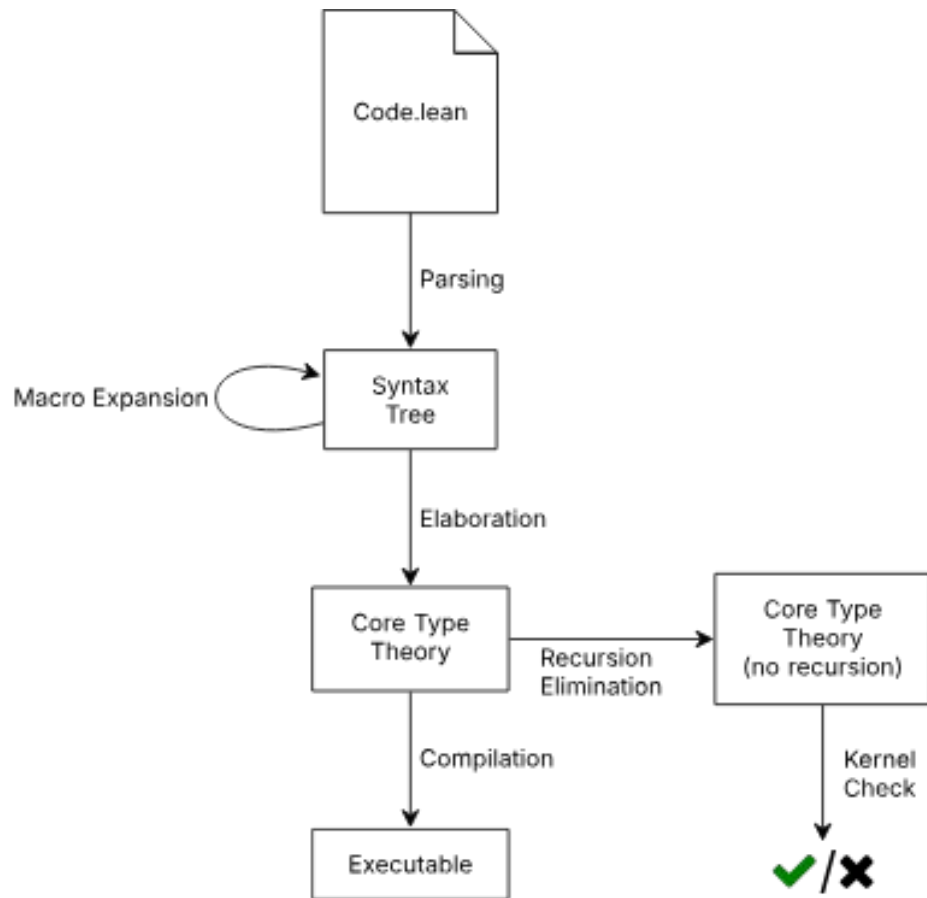 Code.lean
Parsing
Macro Expansion
Syntax
Tree
Elaboration
Core Type
Theory
Recursion
Elimination
Core Type
Theory
(no recursion)
Compilation
Kernel
Check
Executable
✔/✖